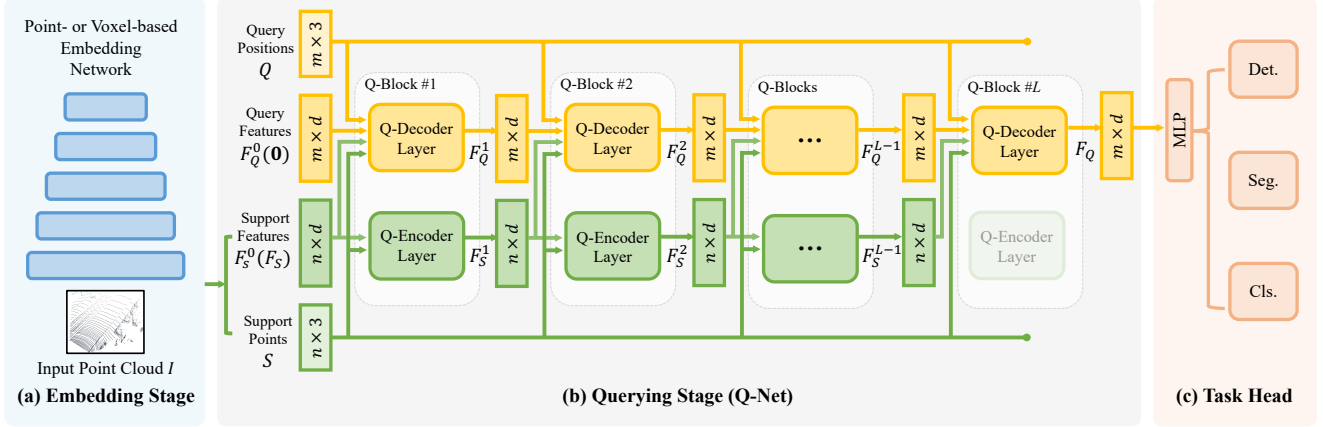 Point- or Voxel-based
Embedding
Network
Input Point Cloud I
(a) Embedding Stage
Query
Positions
Q
m × 3
Query
Features
F_Q^0(0)
m × d
Support
Features
F_s^0(F_S)
n × d
Support
Points
S
n × 3
Q-Block #1
Q-Decoder
Layer
F_Q^1
m × d
Q-Encoder
Layer
F_S^1
n × d
Q-Block #2
Q-Decoder
Layer
F_Q^2
m × d
Q-Encoder
Layer
F_S^2
n × d
Q-Blocks
...
F_Q^{L-1}
m × d
...
F_S^{L-1}
n × d
Q-Block #L
Q-Decoder
Layer
F_Q
m × d
Q-Encoder
Layer
(b) Querying Stage (Q-Net)
MLP
Det.
Seg.
Cls.
(c) Task Head